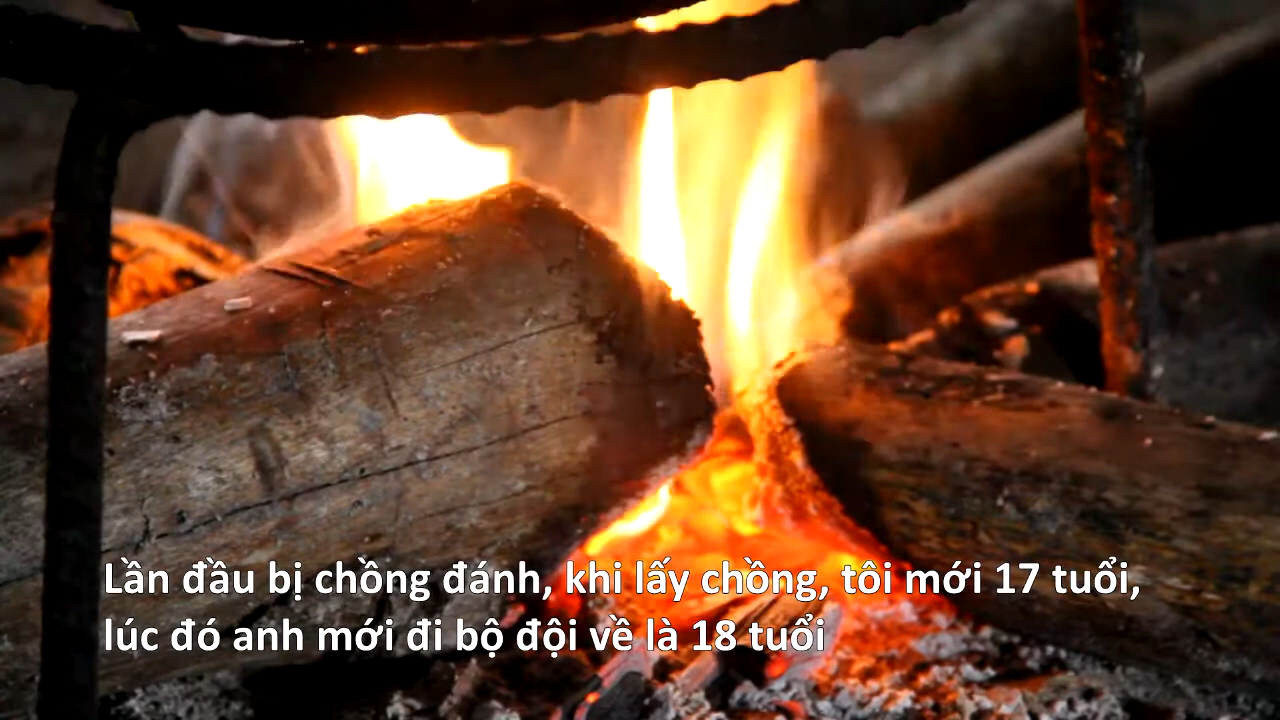 Lần đầu bị chồng đánh, khi lấy chồng, tôi mới 17 tuổi,
lúc đó anh mới đi bộ đội về là 18 tuổi